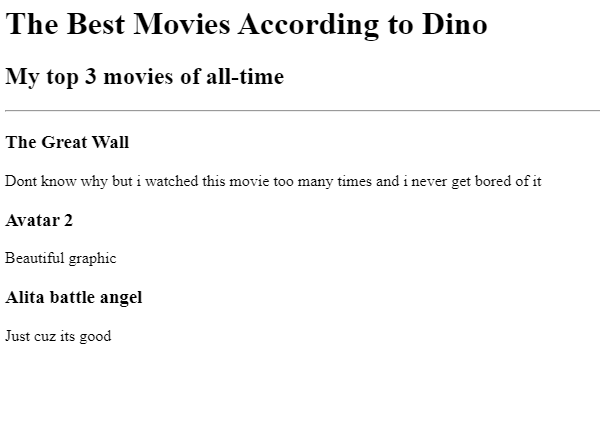 The Best Movies According to Dino
My top 3 movies of all-time
The Great Wall
Dont know why but i watched this movie too many times and i never get bored of it
Avatar 2
Beautiful graphic
Alita battle angel
Just cuz its good